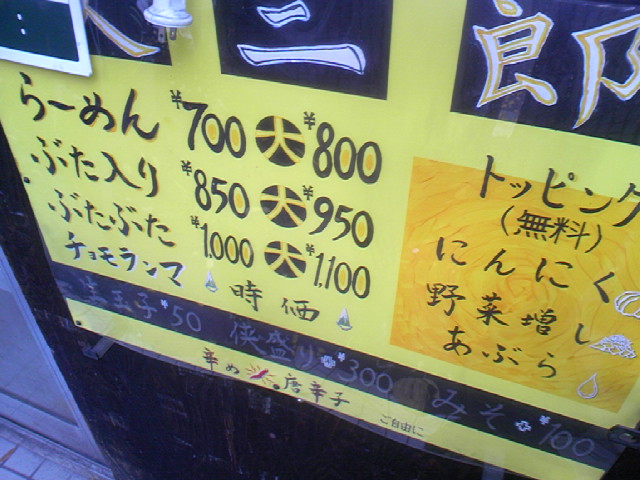 二郎
らーめん ¥700 大 ¥800
ぶた入り ¥850 大 ¥950
ぶたぶた ¥1,000 大 ¥1,100
チョモランマ 時価
トッピング
(無料)
にんにく
野菜増し
あぶら
玉子 ¥50 侠盛り ¥300 みそ ¥100
辛め 唐辛子 ご自由に